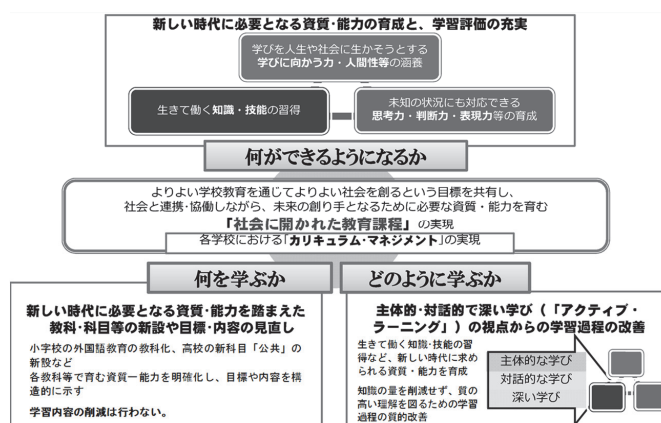 新しい時代に必要となる資質・能力の育成と、学習評価の充実
学びを人生や社会に生かそうとする
学びに向かう力・人間性等の涵養
生きて働く知識・技能の習得
未知の状況にも対応できる
思考力・判断力・表現力等の育成
何ができるようになるか
よりよい学校教育を通じてよりよい社会を創るという目標を共有し、
社会と連携・協働しながら、未来の創り手となるために必要な資質・能力を育む
「社会に開かれた教育課程」の実現
各学校における「カリキュラム・マネジメント」の実現
何を学ぶか
新しい時代に必要となる資質・能力を踏まえた
教科・科目等の新設や目標・内容の見直し
小字校の外国語教育の教科化、高校の新科目「公共」の
新設など
各教科等で育む資質一能力を明確化し、目標や内容を構
造的に示す
学習内容の削減は行わない。
どのように学ぶか
主体的・対話的で深い学び(「アクティブ・
ラーニング」)の視点からの学習過程の改善
生きて働く知識・技能の習
得など、新しい時代に求め
られる資質・能力を育成
知識の量を削減せず、質の
高い理解を図るための学習
過程の質的改善
主体的な学び
対話的な学び
深い学び